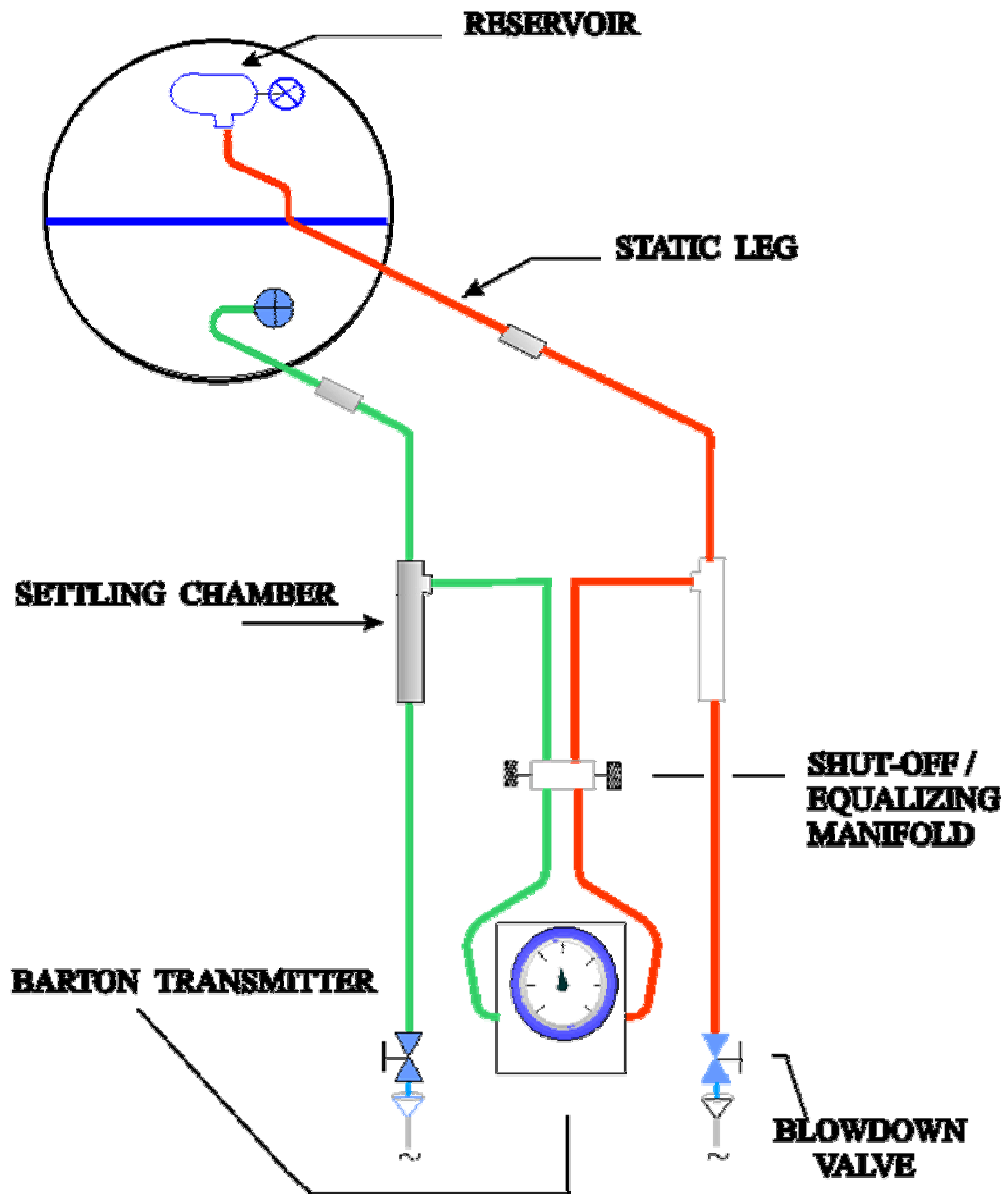 RESERVOIR
STATIC LEG
SETTLING CHAMBER
SHUT-OFF /
EQUALIZING
MANIFOLD
BARTON TRANSMITTER
BLOWDOWN
VALVE